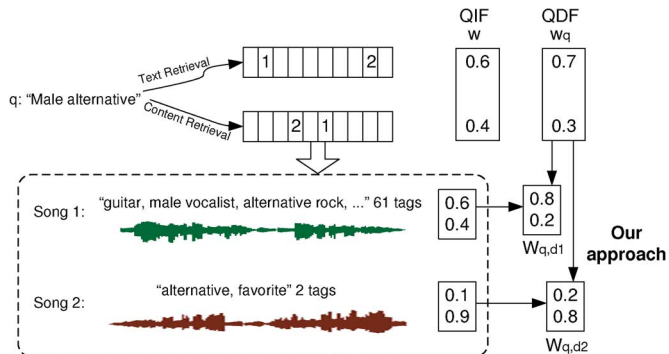 QIF QDF
w wq
Text Retrieval 1 2 0.6 0.7
q: “Male alternative”
Content Retrieval 2 1 0.4 0.3
Song 1: “guitar, male vocalist, alternative rock, ...” 61 tags 0.6 0.8
0.4 0.2
Wq,d1
Our
approach
Song 2: “alternative, favorite” 2 tags 0.1 0.2
0.9 0.8
Wq,d2